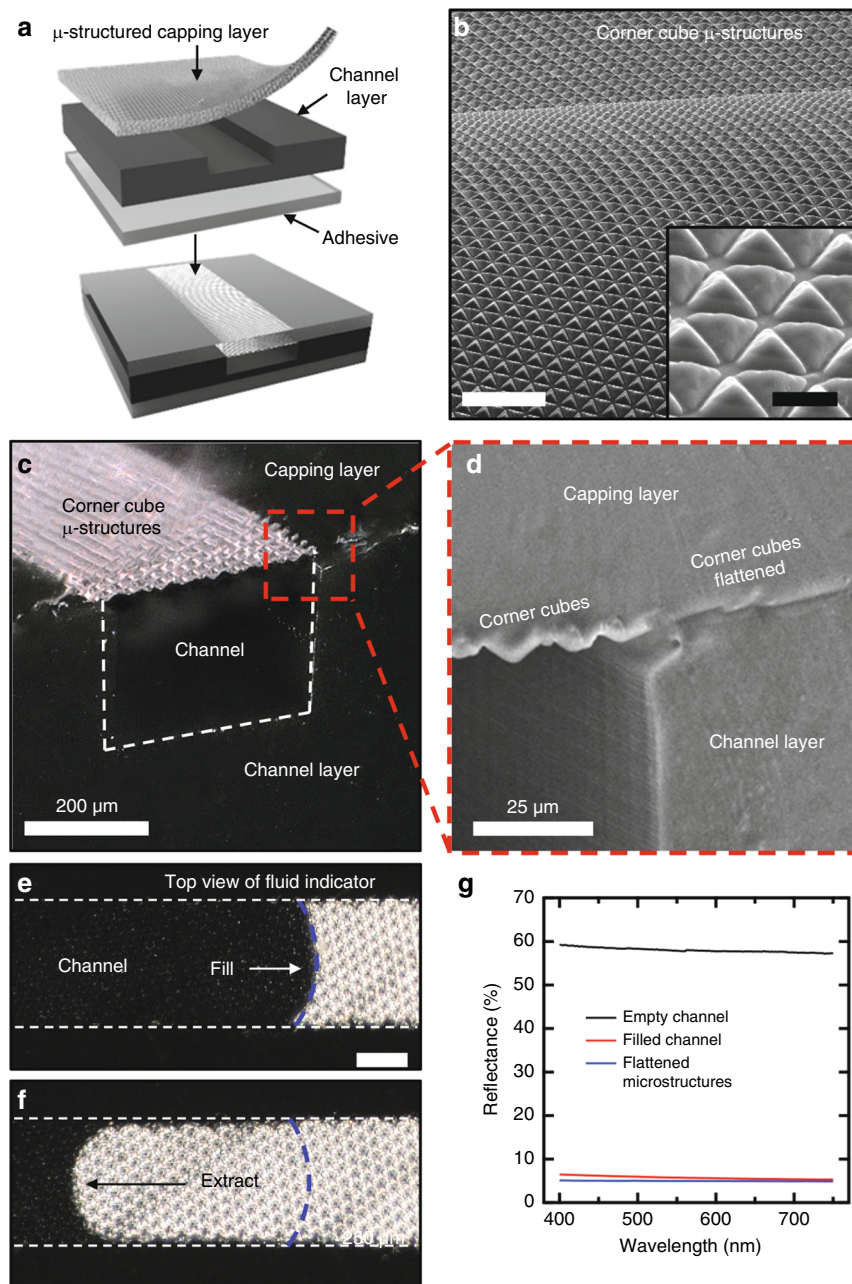 a
μ-structured capping layer
Channel
layer
Adhesive
b
Corner cube μ-structures
c
Capping layer
Corner cube
μ-structures
Channel
Channel layer
200 μm
d
Capping layer
Corner cubes
flattened
Corner cubes
Channel layer
25 μm
e
Top view of fluid indicator
Channel
Fill
f
Extract
250 μm
g
70
60
50
40
30
20
10
0
Reflectance (%)
Empty channel
Filled channel
Flattened
microstructures
400
500
600
700
Wavelength (nm)